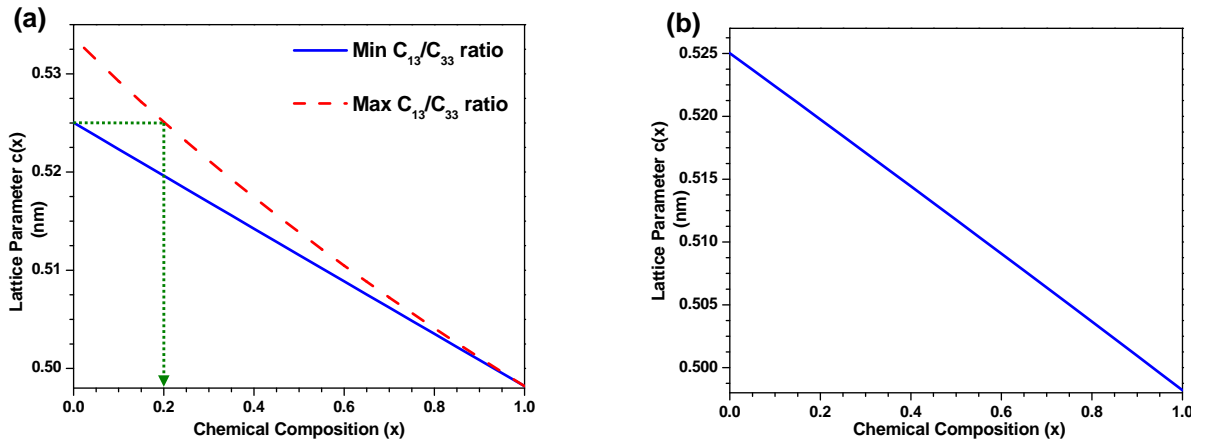 (a)
Min C13/C33 ratio
Max C13/C33 ratio
0.53
0.52
0.51
0.50
Lattice Parameter c(x)
(nm)
0.0 0.2 0.4 0.6 0.8 1.0
Chemical Composition (x)
(b)
0.525
0.520
0.515
0.510
0.505
0.500
Lattice Parameter c(x)
(nm)
0.0 0.2 0.4 0.6 0.8 1.0
Chemical Composition (x)